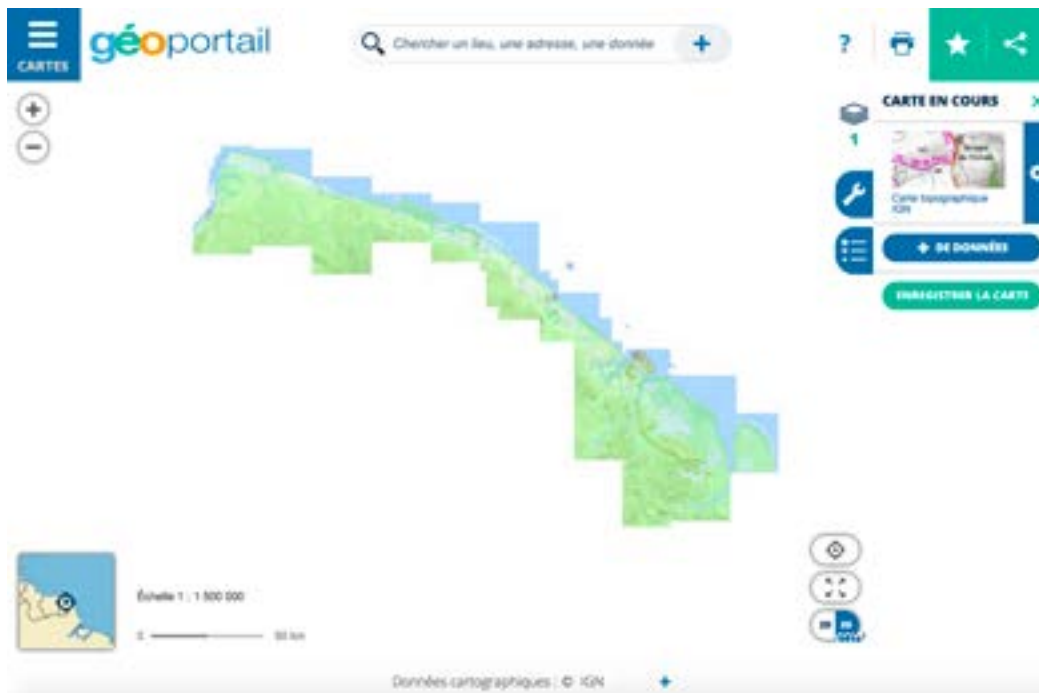 CARTES
géoportail
Chercher un lieu, une adresse, une donnée
?
CARTE EN COURS
1
Carte topographique
IGN
+ DE DONNÉES
ENREGISTRER LA CARTE
Échelle 1 : 1 500 000
0 50 km
Données cartographiques : © IGN